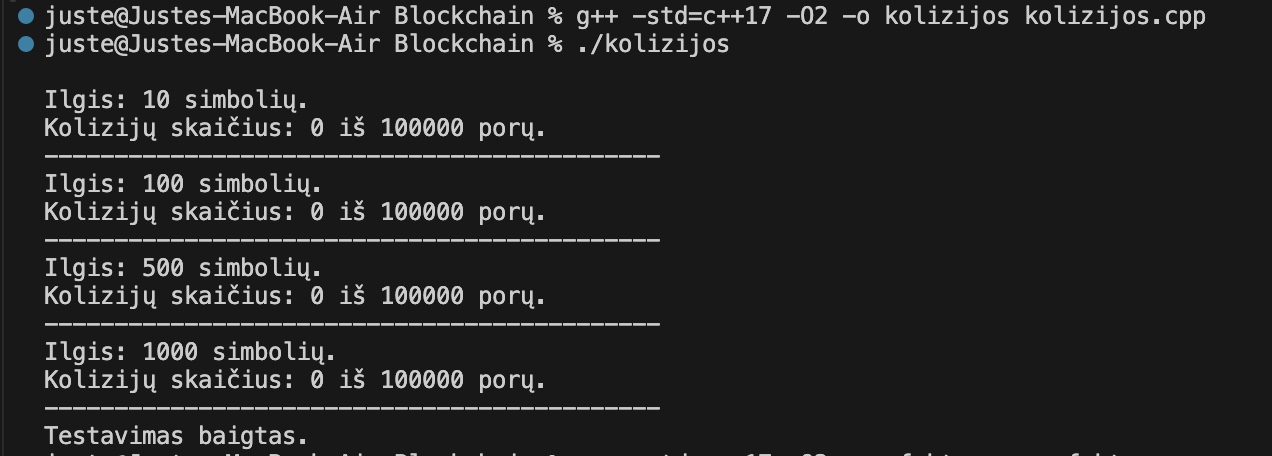 juste@Justes-MacBook-Air Blockchain % g++ -std=c++17 -O2 -o kolizijos kolizijos.cpp
juste@Justes-MacBook-Air Blockchain % ./kolizijos
Ilgis: 10 simbolių.
Kolizijų skaičius: 0 iš 100000 porų.
--------------------------------------------
Ilgis: 100 simbolių.
Kolizijų skaičius: 0 iš 100000 porų.
--------------------------------------------
Ilgis: 500 simbolių.
Kolizijų skaičius: 0 iš 100000 porų.
--------------------------------------------
Ilgis: 1000 simbolių.
Kolizijų skaičius: 0 iš 100000 porų.
--------------------------------------------
Testavimas baigtas.